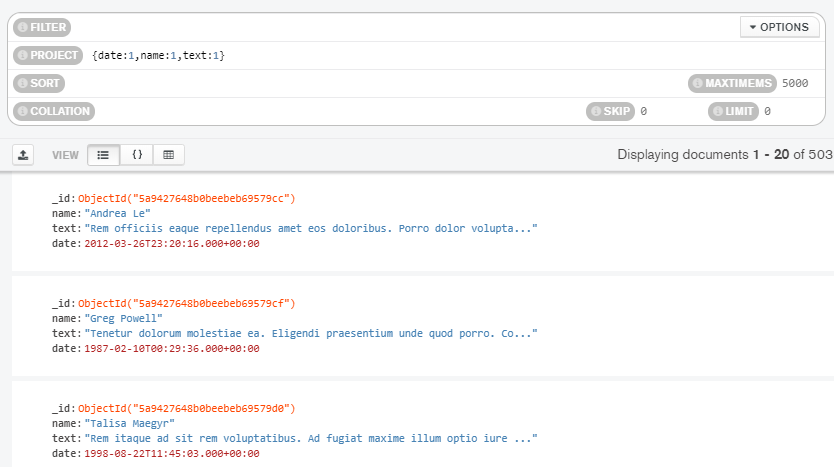 FILTER
OPTIONS
PROJECT {date:1,name:1,text:1}
SORT
MAXTIMEMS 5000
COLLATION
SKIP 0
LIMIT 0
VIEW {} Displaying documents 1 - 20 of 503
_id: ObjectId("5a9427648b0beebeb69579cc")
name: "Andrea Le"
text: "Rem officiis eaque repellendus amet eos doloribus. Porro dolor volupta..."
date: 2012-03-26T23:20:16.000+00:00
_id: ObjectId("5a9427648b0beebeb69579cf")
name: "Greg Powell"
text: "Tenetur dolorum molestiae ea. Eligendi praesentium unde quod porro. Co..."
date: 1987-02-10T00:29:36.000+00:00
_id: ObjectId("5a9427648b0beebeb69579d0")
name: "Talisa Maegyr"
text: "Rem itaque ad sit rem voluptatibus. Ad fugiat maxime illum optio iure ..."
date: 1998-08-22T11:45:03.000+00:00